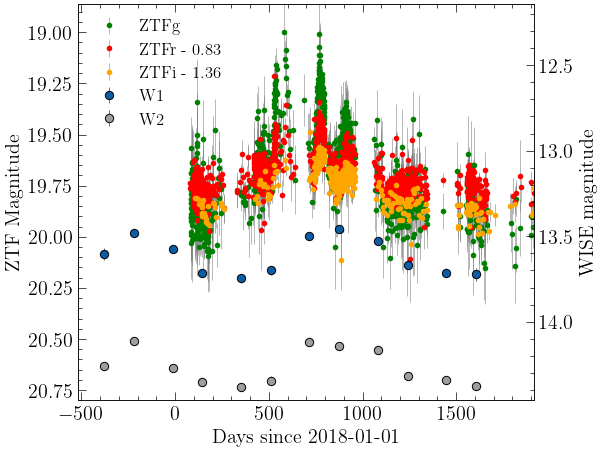 ZTFg
ZTFr - 0.83
ZTFi - 1.36
W1
W2
19.00
19.25
19.50
19.75
20.00
20.25
20.50
20.75
ZTF Magnitude
12.5
13.0
13.5
14.0
WISE magnitude
−500
0
500
1000
1500
Days since 2018-01-01